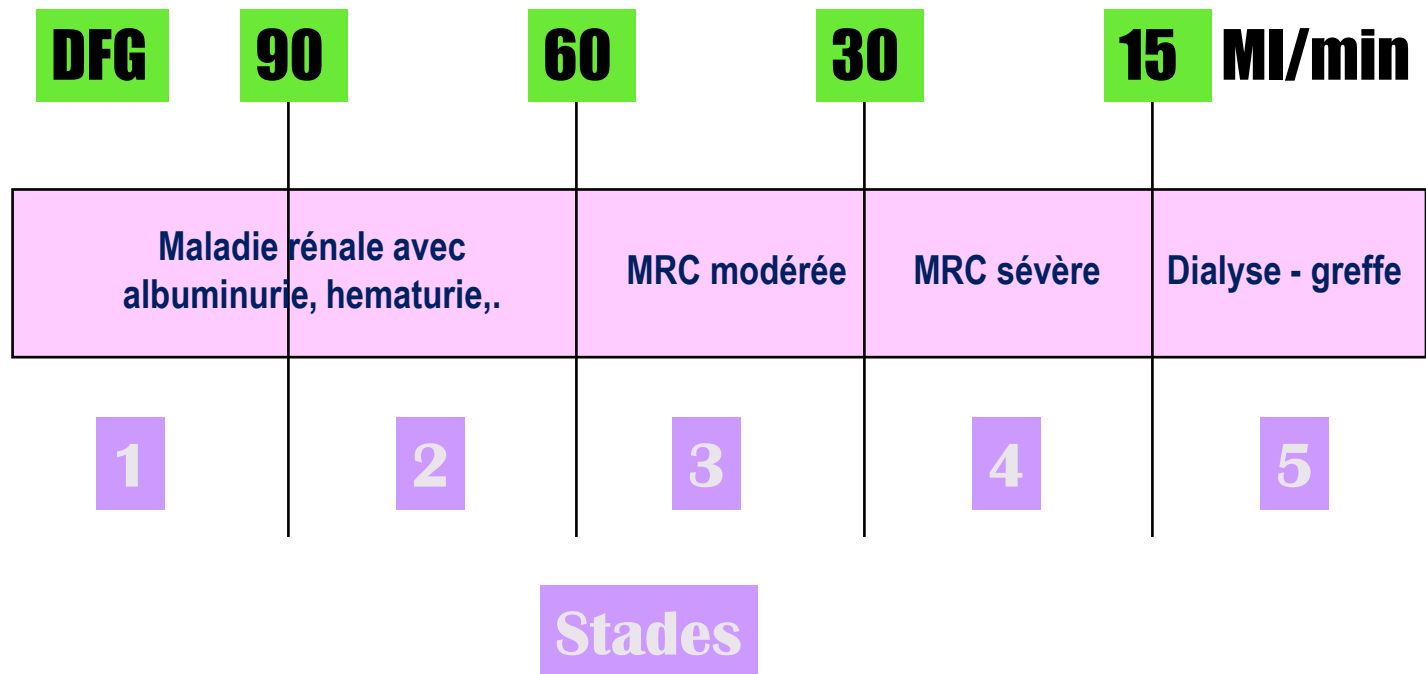 DFG 90 60 30 15 Ml/min
Maladie rénale avec
albuminurie, hematurie,.
MRC modérée
MRC sévère
Dialyse - greffe
1 2 3 4 5
Stades